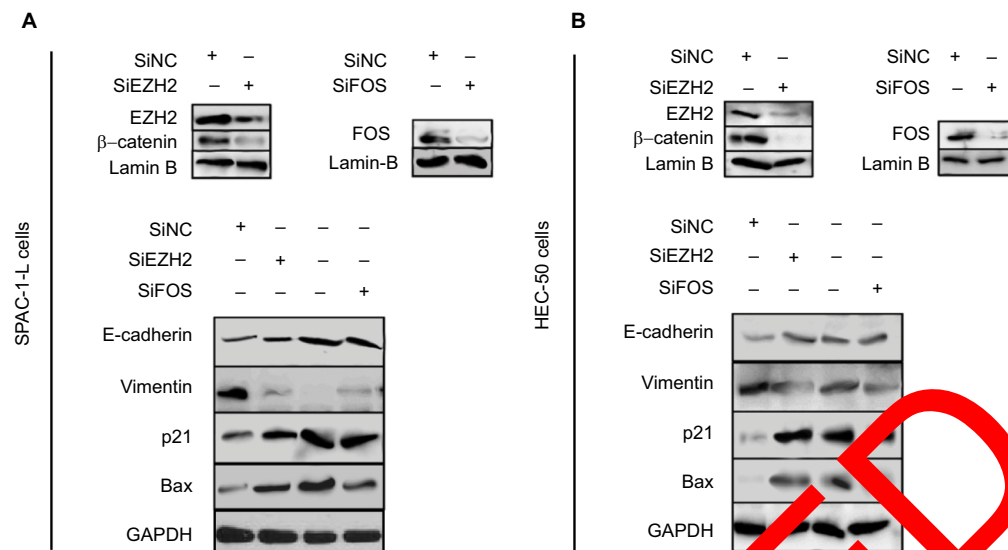 A
B
SiNC + –
SiEZH2 – +
EZH2
β–catenin
Lamin B
SiNC + –
SiFOS – +
FOS
Lamin-B
SiNC + –
SiEZH2 – +
EZH2
β–catenin
Lamin B
SiNC + –
SiFOS – +
FOS
Lamin B
SPAC-1-L cells
SiNC + – – –
SiEZH2 – + – –
SiFOS – – – +
E-cadherin
Vimentin
p21
Bax
GAPDH
HEC-50 cells
SiNC + – – –
SiEZH2 – + – –
SiFOS – – – +
E-cadherin
Vimentin
p21
Bax
GAPDH